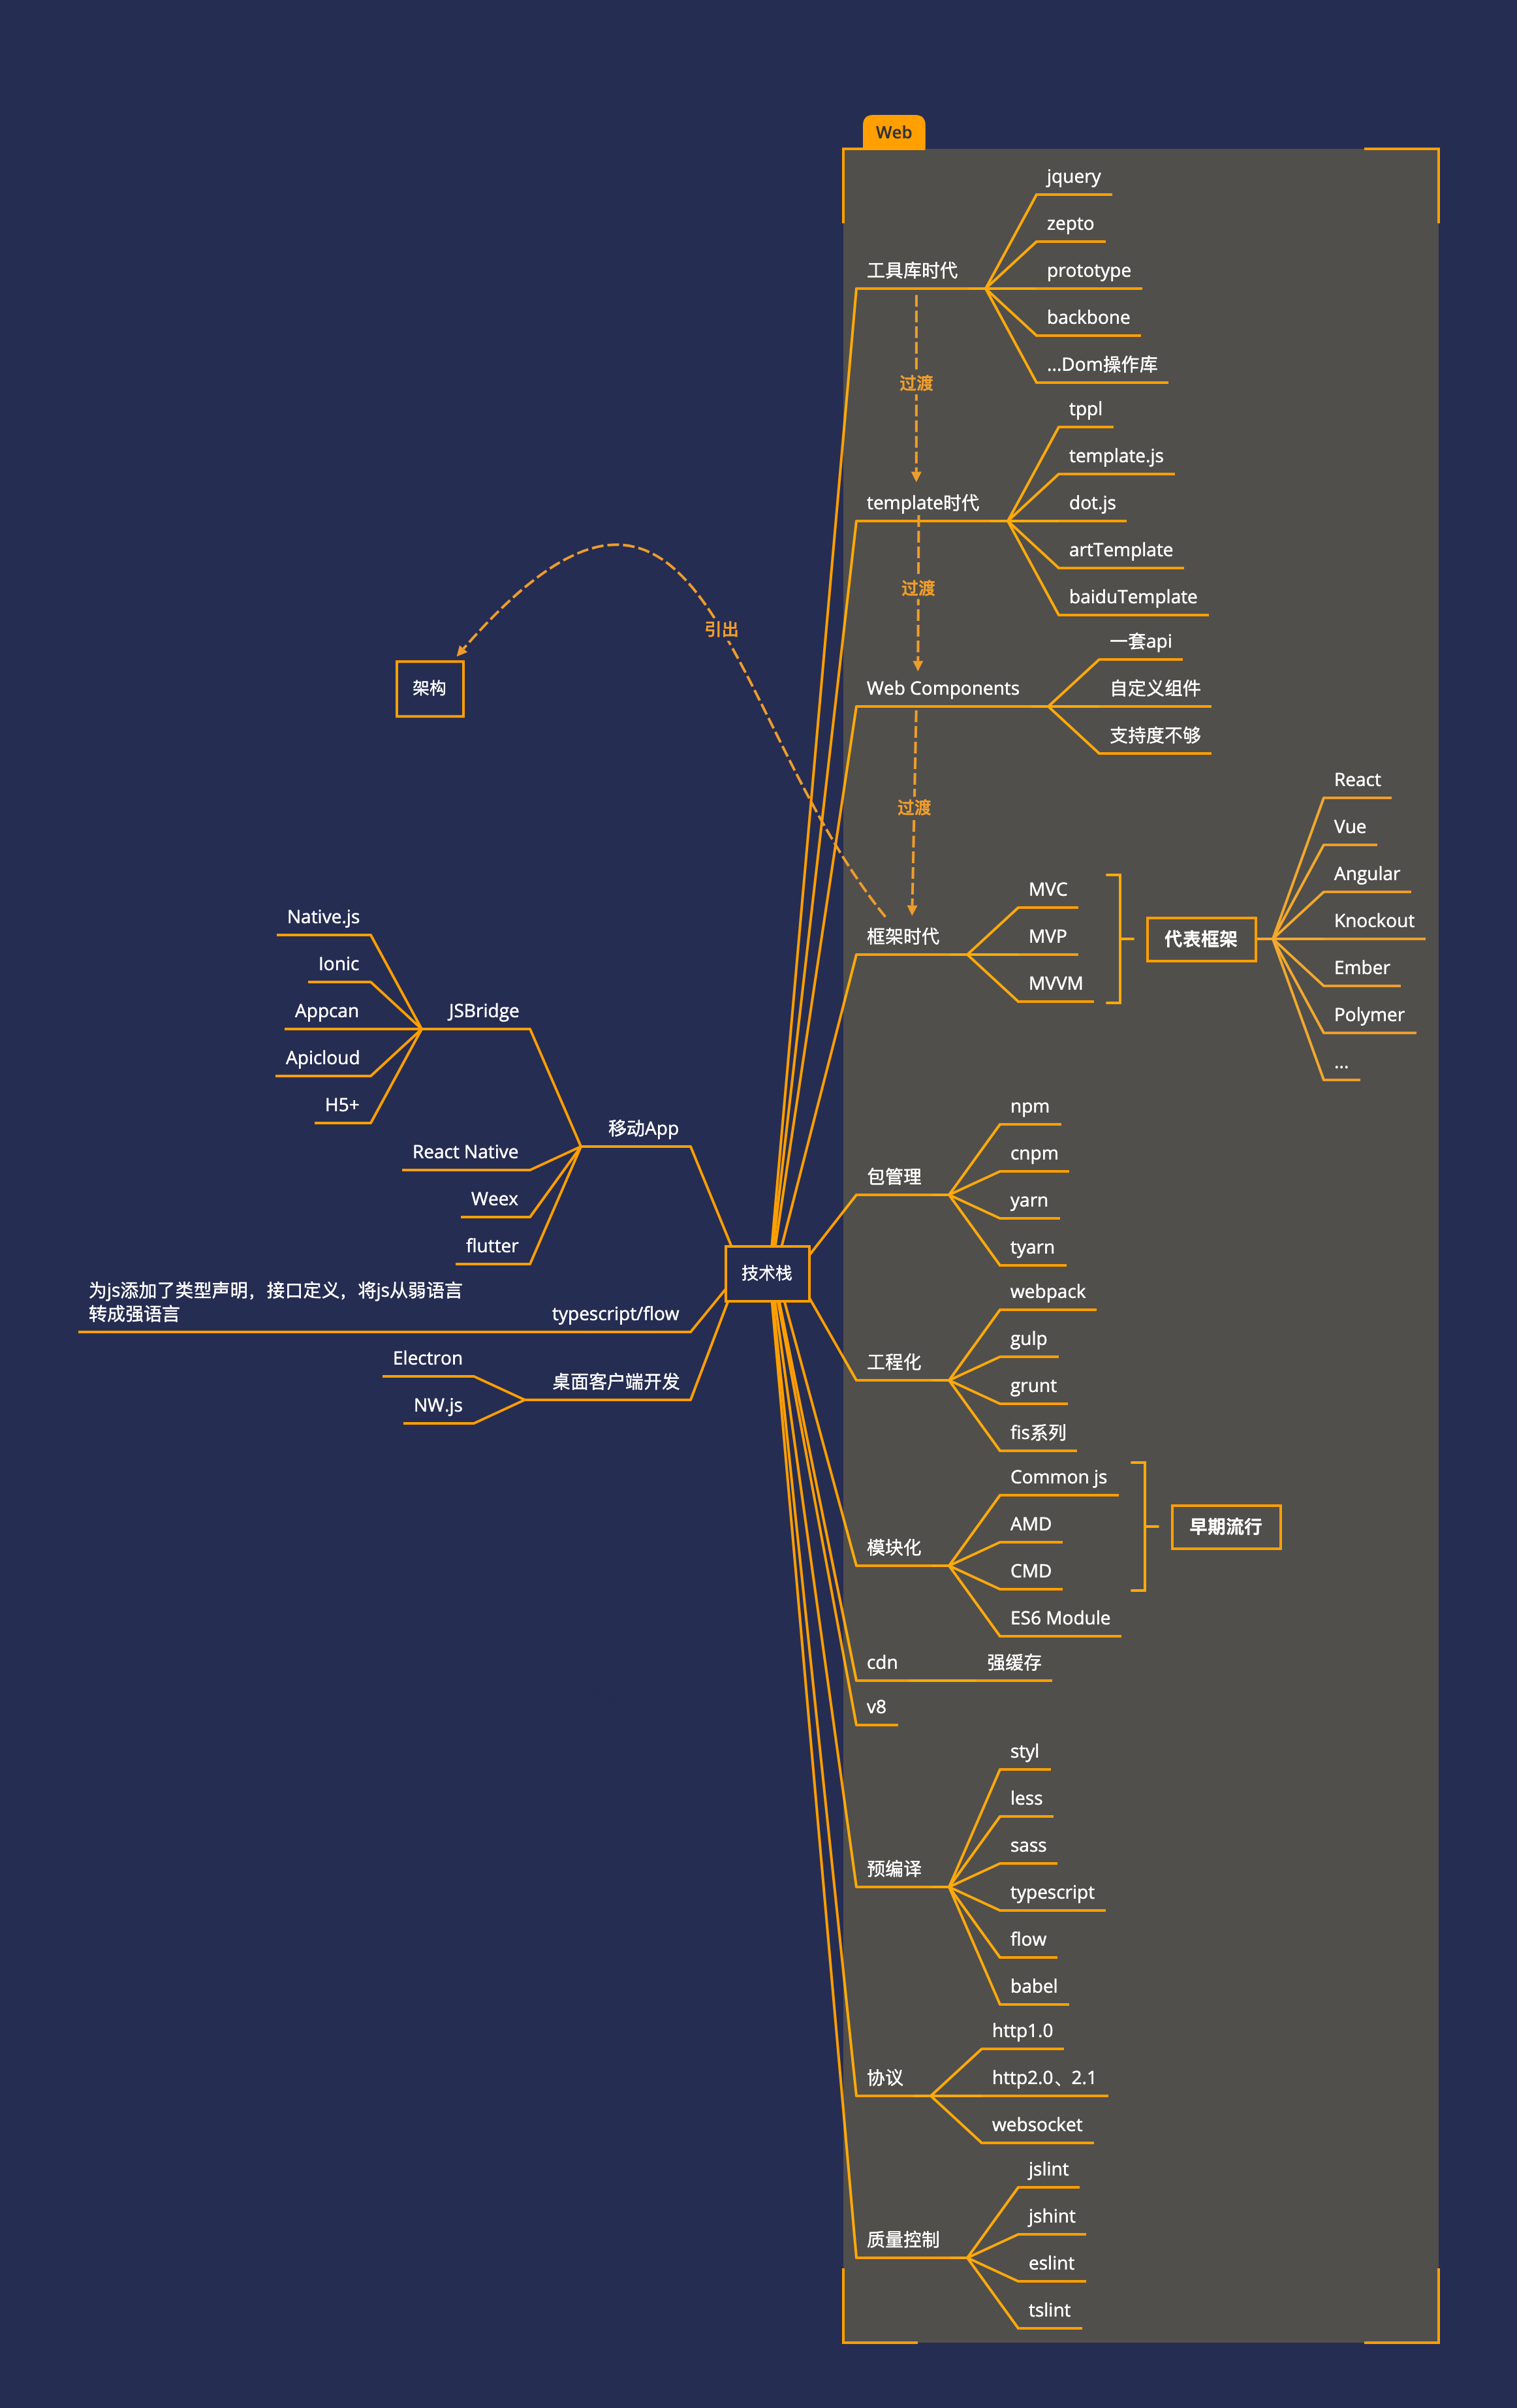 Web
工具库时代
jquery
zepto
prototype
backbone
...Dom操作库
过渡
template时代
tppl
template.js
dot.js
artTemplate
baiduTemplate
过渡
Web Components
一套api
自定义组件
支持度不够
过渡
框架时代
MVC
MVP
MVVM
代表框架
React
Vue
Angular
Knockout
Ember
Polymer
...
引出
架构
包管理
npm
cnpm
yarn
tyarn
工程化
webpack
gulp
grunt
fis系列
模块化
Common js
AMD
CMD
ES6 Module
早期流行
cdn
强缓存
v8
预编译
styl
less
sass
typescript
flow
babel
协议
http1.0
http2.0、2.1
websocket
质量控制
jslint
jshint
eslint
tslint
技术栈
移动App
JSBridge
Native.js
Ionic
Appcan
Apicloud
H5+
React Native
Weex
flutter
typescript/flow
为js添加了类型声明，接口定义，将js从弱语言
转成强语言
桌面客户端开发
Electron
NW.js